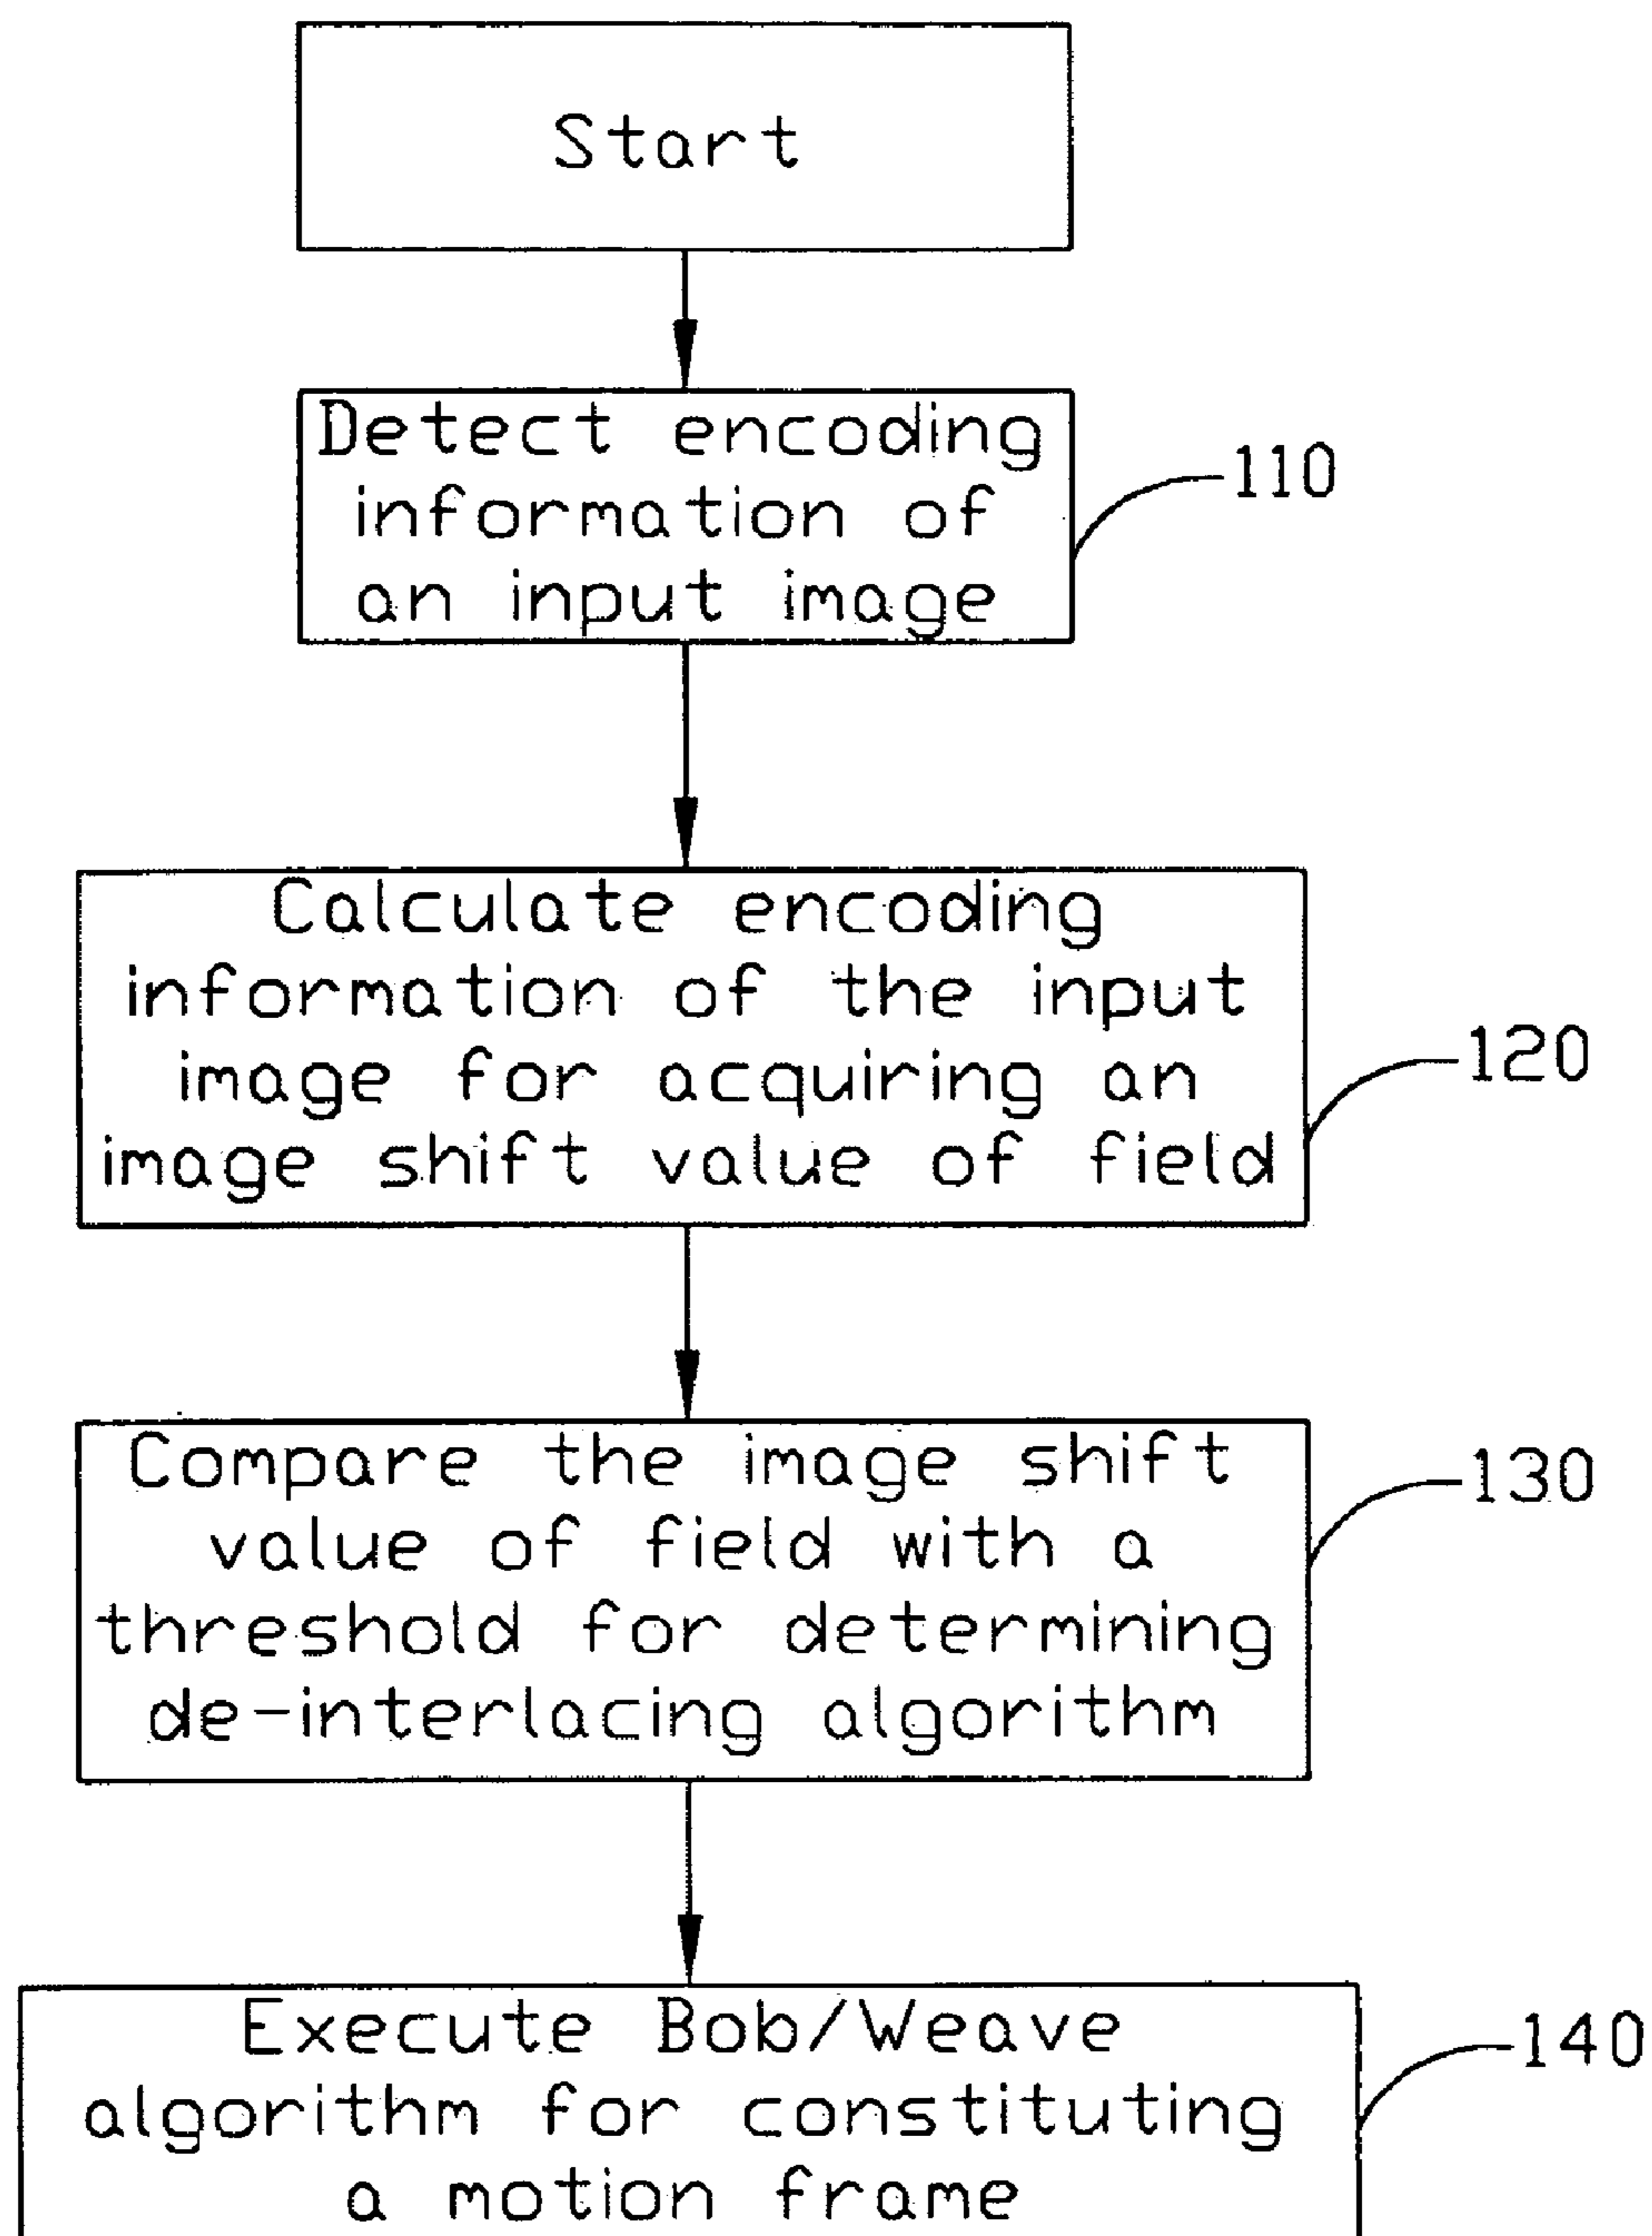 Start
Detect encoding
information of
an input image
110
Calculate encoding
information of the input
image for acquiring an
image shift value of field
120
Compare the image shift
value of field with a
threshold for determining
de-interlacing algorithm
130
Execute Bob/Weave
algorithm for constituting
a motion frame
140